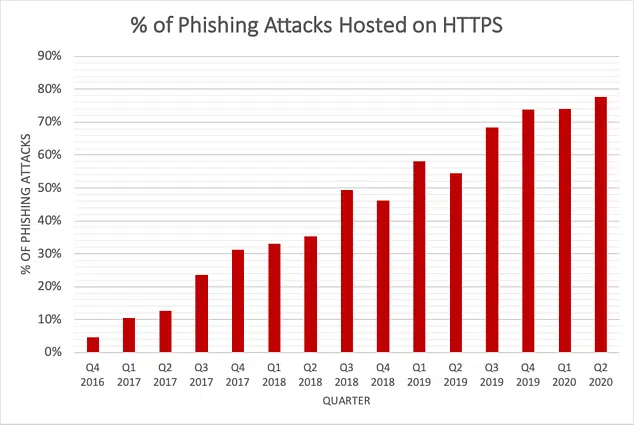 % of Phishing Attacks Hosted on HTTPS
90%
80%
70%
60%
50%
40%
30%
20%
10%
0%
% OF PHISHING ATTACKS
Q4 Q1 Q2 Q3 Q4 Q1 Q2 Q3 Q4 Q1 Q2 Q3 Q4 Q1 Q2
2016 2017 2017 2017 2017 2018 2018 2018 2018 2019 2019 2019 2019 2020 2020
QUARTER